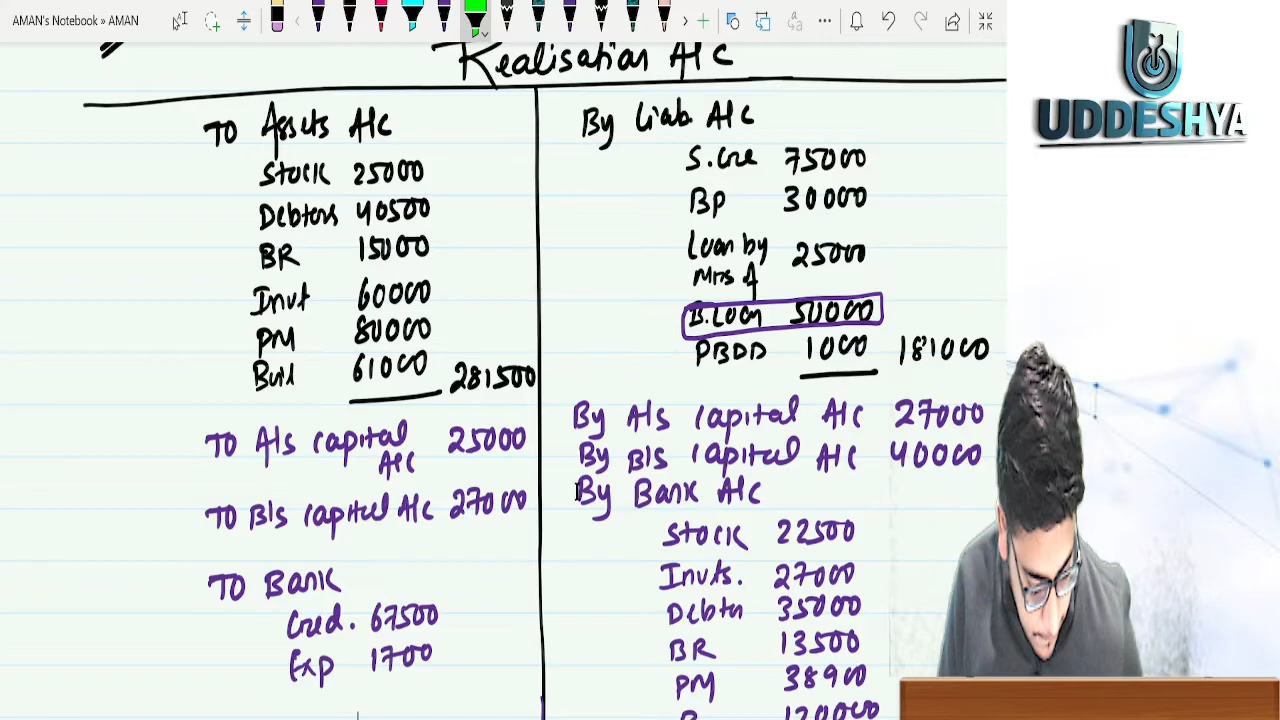 AMAN's Notebook » AMAN
UDDESHYA
Realisation A/C
To Assets A/C
Stock 25000
Debtors 40500
BR 15000
Invt 60000
PM 80000
Buil 61000 281500
To A/s capital A/C 25000
To B/s capital A/C 27000
To Bank
Cred. 67500
Exp 1700
By Liab A/C
S.Cre 75000
BP 30000
Loan by Mrs A 25000
B.Loan 50000
PBDD 1000 181000
By A/s capital A/C 27000
By B/s capital A/C 40000
By Bank A/C
Stock 22500
Invts. 27000
Debtn 35000
BR 13500
PM 38900
120000